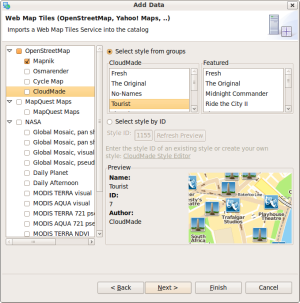 Add Data
Web Map Tiles (OpenStreetMap, Yahoo! Maps, ..)
Imports a Web Map Tiles Service into the catalog
OpenStreetMap
Mapnik
Osmarender
Cycle Map
CloudMade
MapQuest Maps
MapQuest Maps
NASA
Global Mosaic, pan sh
Global Mosaic, pan s
Global Mosaic, visual
Global Mosaic, pseud
Daily Planet
Daily Afternoon
MODIS TERRA visual
MODIS AQUA visual
MODIS TERRA 721 pse
MODIS AQUA 721 pse
MODIS TERRA NDVI
Select style from groups
CloudMade
Fresh
The Original
No-Names
Tourist
Featured
Fresh
The Original
Midnight Commander
Ride the City II
Select style by ID
Style ID:
1155
Refresh Preview
Enter the style ID of an existing style or create your own
style: CloudMade Style Editor
Preview
Name:
Tourist
ID:
7
Author:
CloudMade
Trafalgar
Studios
Playhouse
Theatre
South
Africa
< Back
Next >
Finish
Cancel